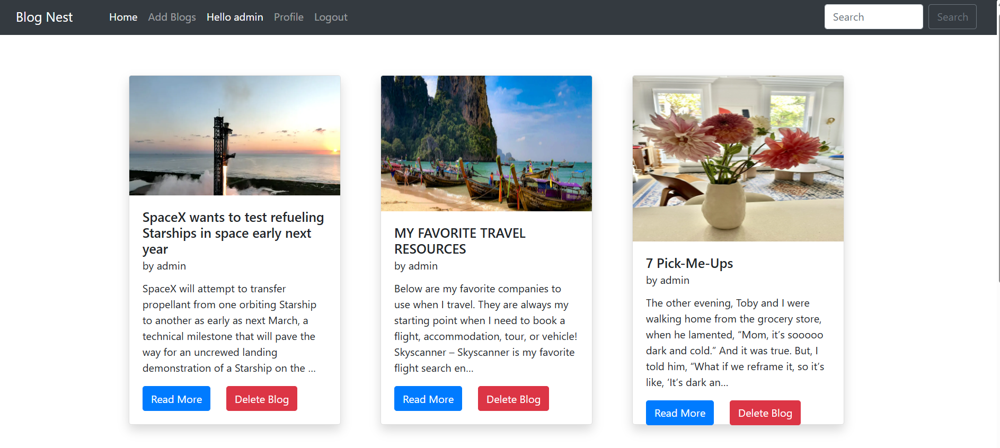 Blog Nest Home Add Blogs Hello admin Profile Logout Search Search
SpaceX wants to test refueling
Starships in space early next
year
by admin
SpaceX will attempt to transfer
propellant from one orbiting Starship
to another as early as next March, a
technical milestone that will pave the
way for an uncrewed landing
demonstration of a Starship on the ...
Read More Delete Blog
MY FAVORITE TRAVEL
RESOURCES
by admin
Below are my favorite companies to
use when I travel. They are always my
starting point when I need to book a
flight, accommodation, tour, or vehicle!
Skyscanner – Skyscanner is my favorite
flight search en...
Read More Delete Blog
7 Pick-Me-Ups
by admin
The other evening, Toby and I were
walking home from the grocery store,
when he lamented, “Mom, it’s sooooo
dark and cold.” And it was true. But, I
told him, “What if we reframe it, so it’s
like, ‘It’s dark an...
Read More Delete Blog